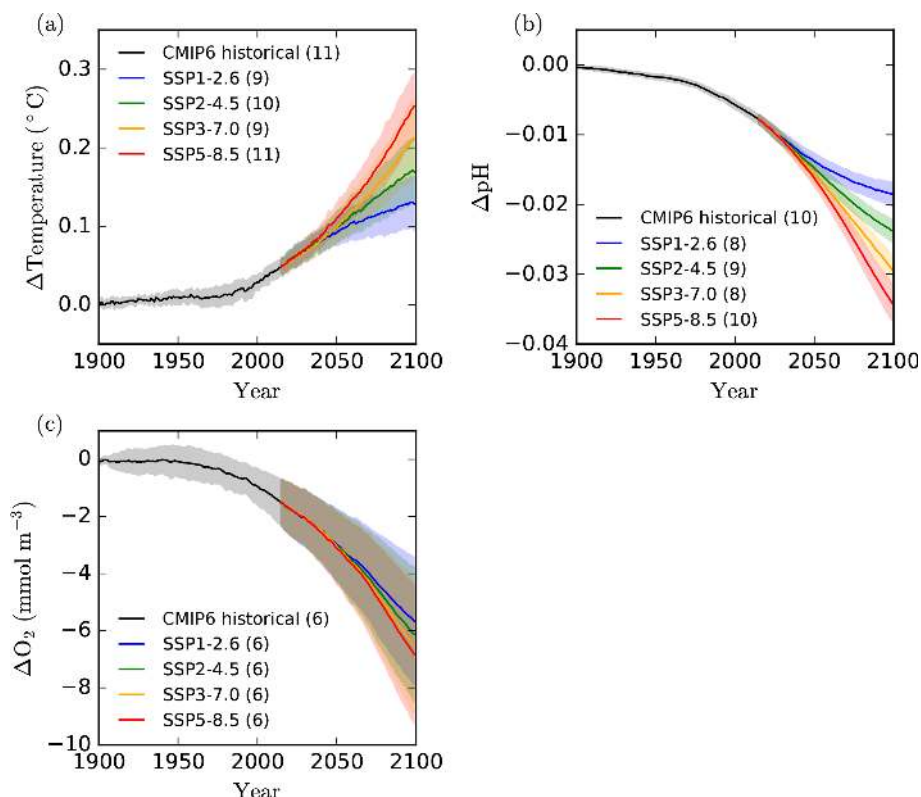 (a)
CMIP6 historical (11)
SSP1-2.6 (9)
SSP2-4.5 (10)
SSP3-7.0 (9)
SSP5-8.5 (11)
ΔTemperature (°C)
0.3
0.2
0.1
0.0
1900 1950 2000 2050 2100
Year
(b)
0.00
−0.01
−0.02
−0.03
−0.04
ΔpH
CMIP6 historical (10)
SSP1-2.6 (8)
SSP2-4.5 (9)
SSP3-7.0 (8)
SSP5-8.5 (10)
1900 1950 2000 2050 2100
Year
(c)
0
−2
−4
−6
−8
−10
ΔO₂ (mmol m⁻³)
CMIP6 historical (6)
SSP1-2.6 (6)
SSP2-4.5 (6)
SSP3-7.0 (6)
SSP5-8.5 (6)
1900 1950 2000 2050 2100
Year